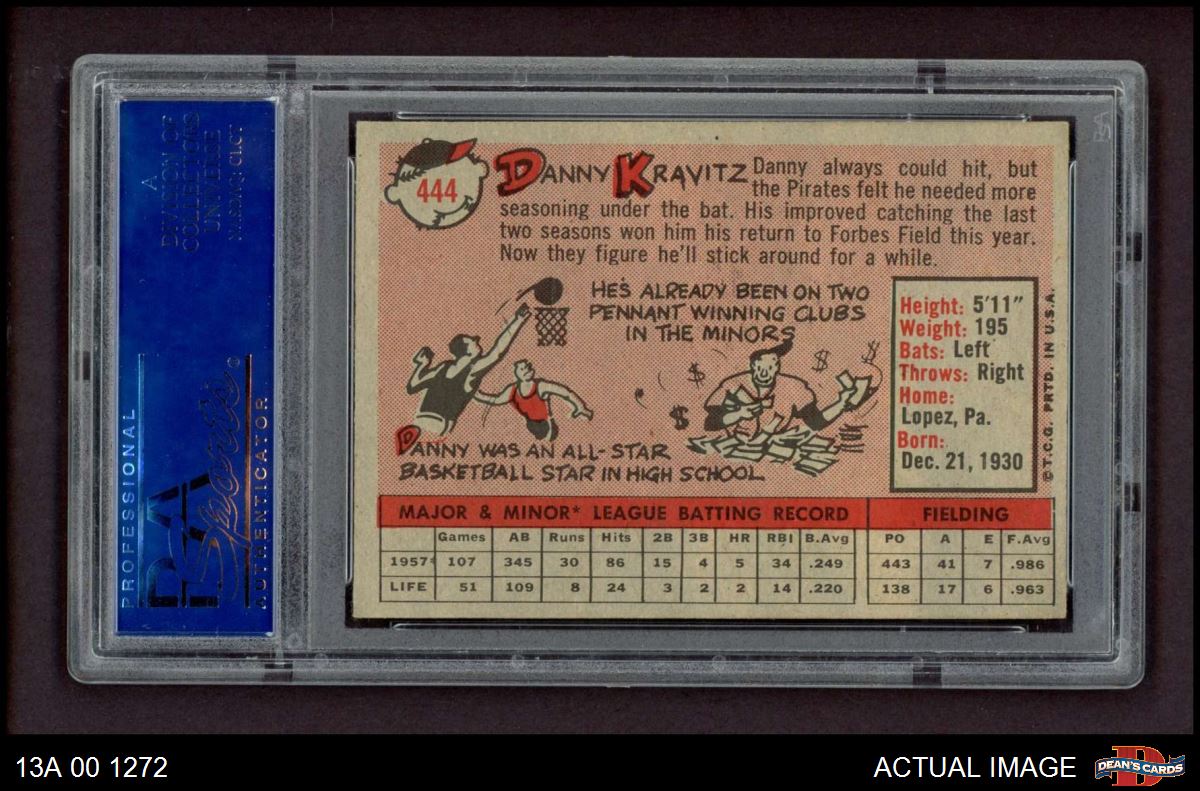 A
DIVISION OF
COLLECTORS
UNIVERSE
NASDAQ: CLCT
PROFESSIONAL
PSA
Sports
AUTHENTICATOR
444
DANNY KRAVITZ Danny always could hit, but
the Pirates felt he needed more
seasoning under the bat. His improved catching the last
two seasons won him his return to Forbes Field this year.
Now they figure he'll stick around for a while.
HE'S ALREADY BEEN ON TWO
PENNANT WINNING CLUBS
IN THE MINORS
$ $ $ $
DANNY WAS AN ALL-STAR
BASKETBALL STAR IN HIGH SCHOOL
Height: 5'11"
Weight: 195
Bats: Left
Throws: Right
Home:
Lopez, Pa.
Born:
Dec. 21, 1930
© T.C.G. PRTD. IN U.S.A.
MAJOR & MINOR* LEAGUE BATTING RECORD FIELDING
Games AB Runs Hits 2B 3B HR RBI B.Avg PO A E F.Avg
1957* 107 345 30 86 15 4 5 34 .249 443 41 7 .986
LIFE 51 109 8 24 3 2 2 14 .220 138 17 6 .963
13A 00 1272
ACTUAL IMAGE
D
DEAN'S CARDS